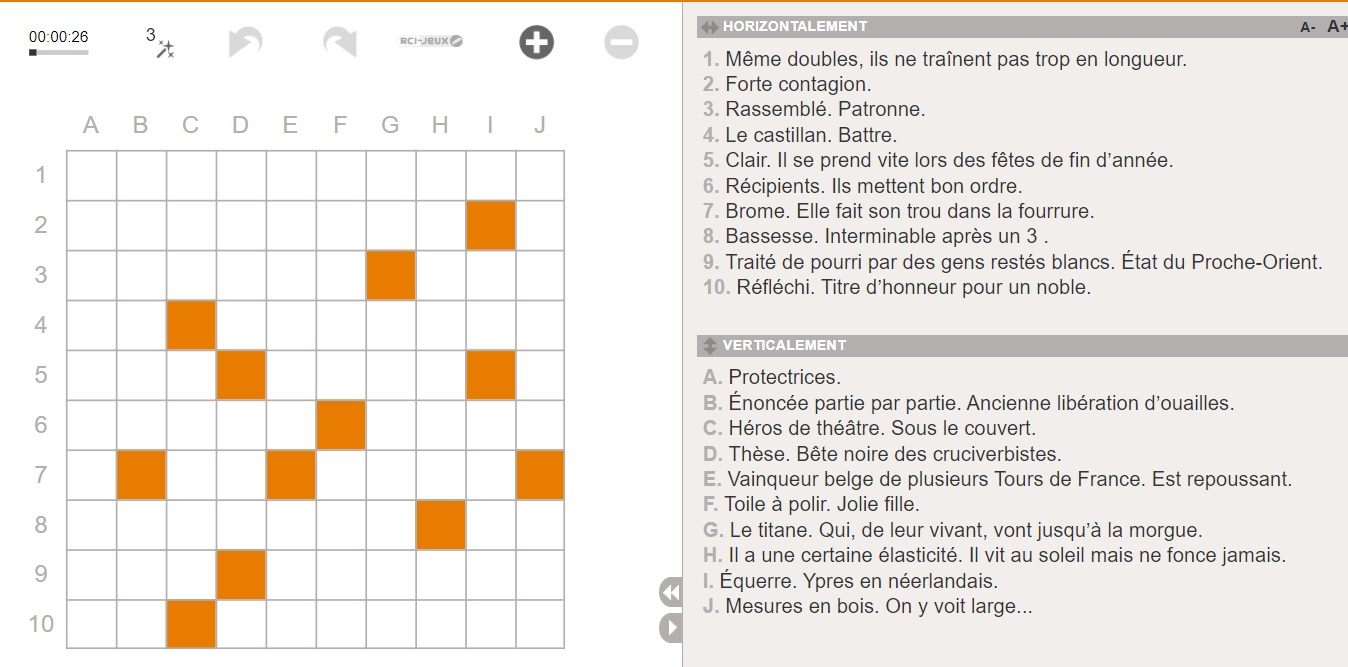 00:00:26
3
RCI-JEUX
A B C D E F G H I J
1
2
3
4
5
6
7
8
9
10
HORIZONTALEMENT
A- A+
1. Même doubles, ils ne traînent pas trop en longueur.
2. Forte contagion.
3. Rassemblé. Patronne.
4. Le castillan. Battre.
5. Clair. Il se prend vite lors des fêtes de fin d’année.
6. Récipients. Ils mettent bon ordre.
7. Brome. Elle fait son trou dans la fourrure.
8. Bassesse. Interminable après un 3 .
9. Traité de pourri par des gens restés blancs. État du Proche-Orient.
10. Réfléchi. Titre d’honneur pour un noble.
VERTICALEMENT
A. Protectrices.
B. Énoncée partie par partie. Ancienne libération d’ouailles.
C. Héros de théâtre. Sous le couvert.
D. Thèse. Bête noire des cruciverbistes.
E. Vainqueur belge de plusieurs Tours de France. Est repoussant.
F. Toile à polir. Jolie fille.
G. Le titane. Qui, de leur vivant, vont jusqu’à la morgue.
H. Il a une certaine élasticité. Il vit au soleil mais ne fonce jamais.
I. Équerre. Ypres en néerlandais.
J. Mesures en bois. On y voit large...